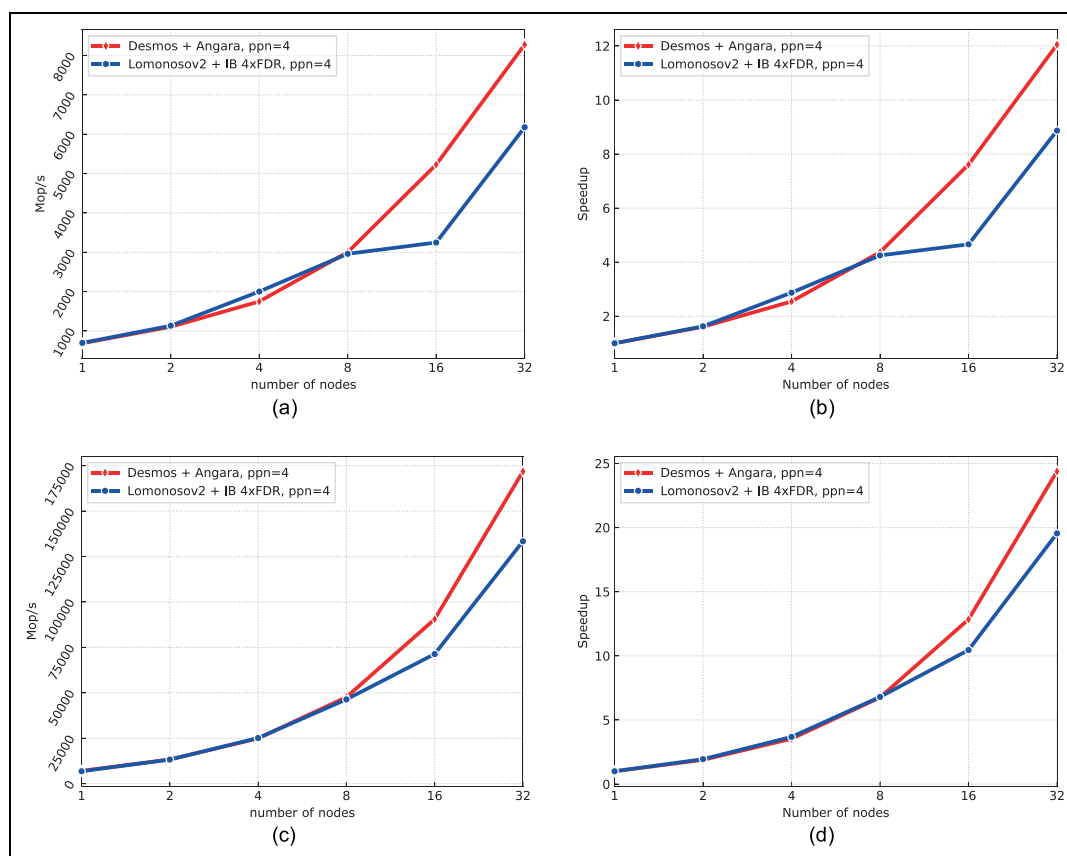 Desmos + Angara, ppn=4
Lomonosov2 + IB 4xFDR, ppn=4
8000
7000
6000
5000
4000
3000
2000
1000
Mop/s
1 2 4 8 16 32
number of nodes
(a)
Desmos + Angara, ppn=4
Lomonosov2 + IB 4xFDR, ppn=4
12
10
8
6
4
2
Speedup
1 2 4 8 16 32
Number of nodes
(b)
Desmos + Angara, ppn=4
Lomonosov2 + IB 4xFDR, ppn=4
175000
150000
125000
100000
75000
50000
25000
0
Mop/s
1 2 4 8 16 32
number of nodes
(c)
Desmos + Angara, ppn=4
Lomonosov2 + IB 4xFDR, ppn=4
25
20
15
10
5
0
Speedup
1 2 4 8 16 32
Number of nodes
(d)